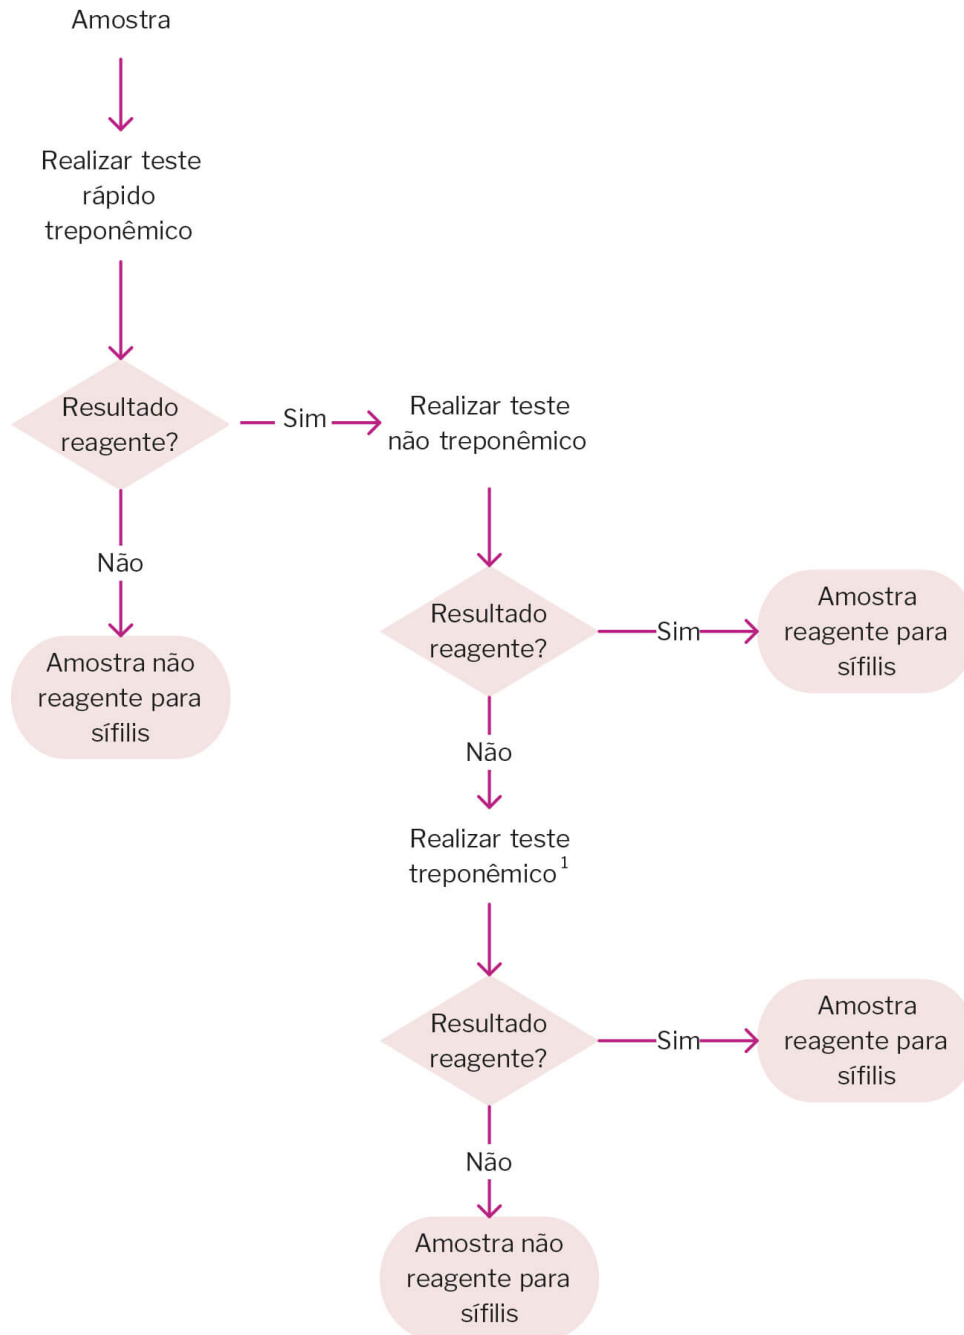 Amostra
Realizar teste
rápido
treponêmico
Resultado
reagente?
Sim
Realizar teste
não treponêmico
Não
Amostra não
reagente para
sífilis
Resultado
reagente?
Sim
Amostra
reagente para
sífilis
Não
Realizar teste
treponêmico¹
Resultado
reagente?
Sim
Amostra
reagente para
sífilis
Não
Amostra não
reagente para
sífilis